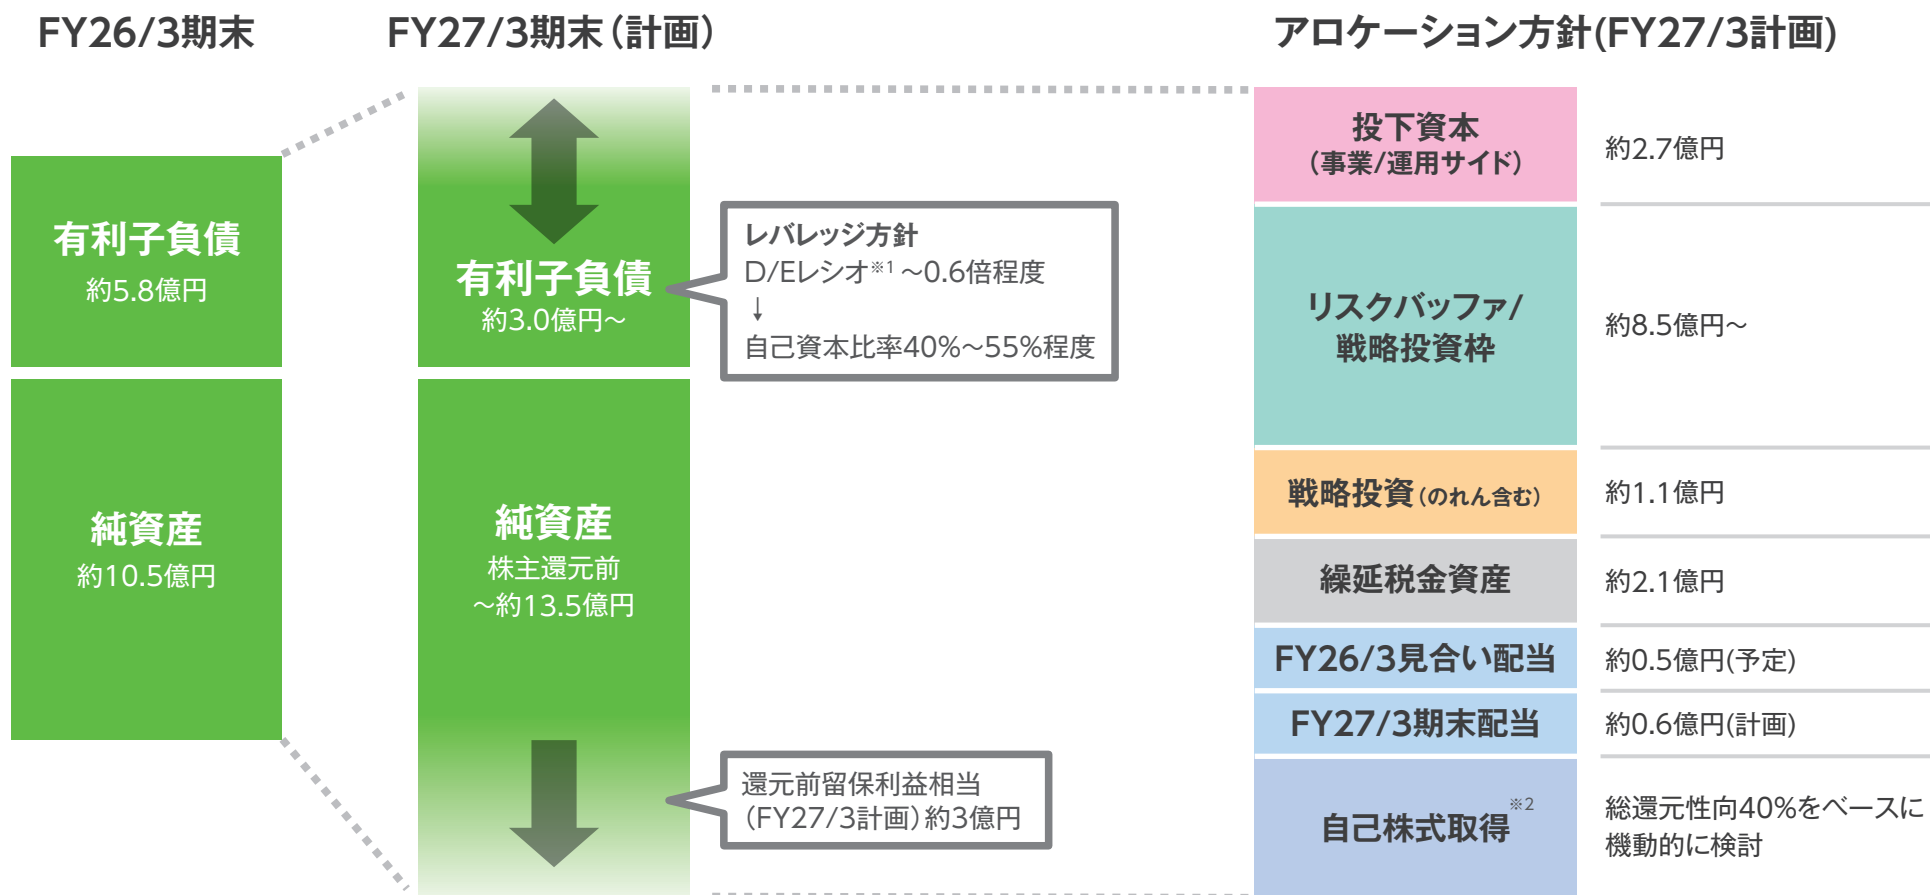 FY26/3期末
FY27/3期末(計画)
アロケーション方針(FY27/3計画)
有利子負債
約5.8億円
純資産
約10.5億円
有利子負債
約3.0億円～
純資産
株主還元前
～約13.5億円
レバレッジ方針
D/Eレシオ※1 ～0.6倍程度
↓
自己資本比率40%～55%程度
還元前留保利益相当
(FY27/3計画)約3億円
投下資本
(事業/運用サイド)
約2.7億円
リスクバッファ/
戦略投資枠
約8.5億円～
戦略投資(のれん含む)
約1.1億円
繰延税金資産
約2.1億円
FY26/3見合い配当
約0.5億円(予定)
FY27/3期末配当
約0.6億円(計画)
自己株式取得※2
総還元性向40%をベースに
機動的に検討